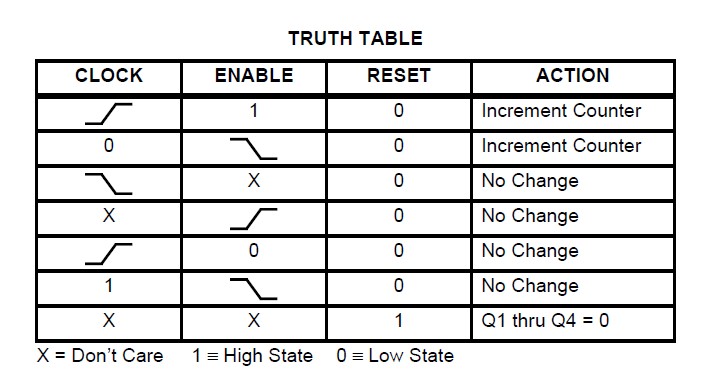 TRUTH TABLE
CLOCK ENABLE RESET ACTION
1 0 Increment Counter
0 0 Increment Counter
X 0 No Change
X 0 No Change
0 0 No Change
1 0 No Change
X X 1 Q1 thru Q4 = 0
X = Don’t Care 1 ≡ High State 0 ≡ Low State